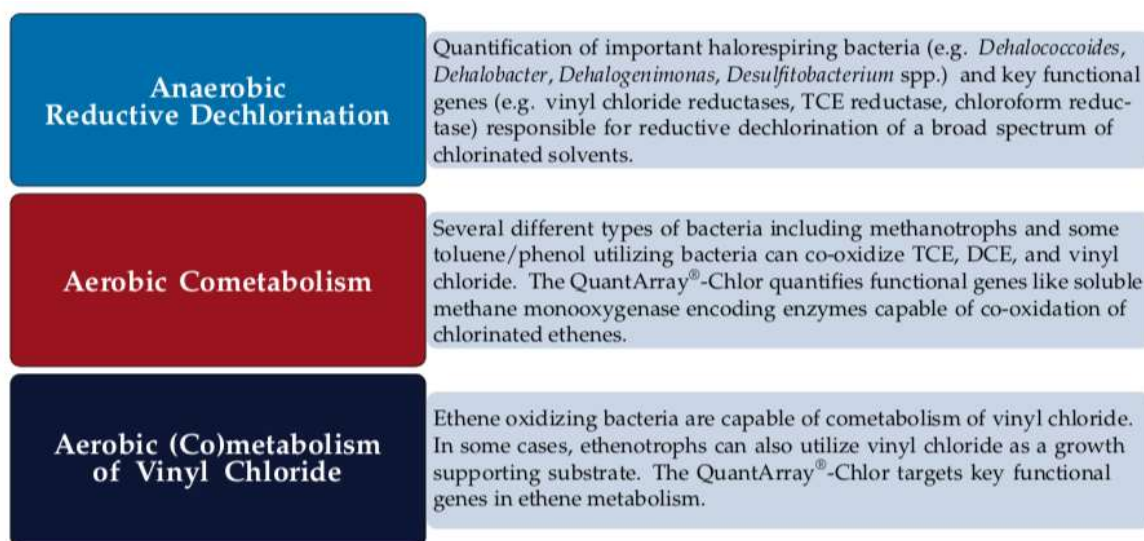 Anaerobic
Reductive Dechlorination
Quantification of important halorespiring bacteria (e.g. Dehalococcoides,
Dehalobacter, Dehalogenimonas, Desulfitobacterium spp.) and key functional
genes (e.g. vinyl chloride reductases, TCE reductase, chloroform reduc-
tase) responsible for reductive dechlorination of a broad spectrum of
chlorinated solvents.
Aerobic Cometabolism
Several different types of bacteria including methanotrophs and some
toluene/phenol utilizing bacteria can co-oxidize TCE, DCE, and vinyl
chloride. The QuantArray®-Chlor quantifies functional genes like soluble
methane monooxygenase encoding enzymes capable of co-oxidation of
chlorinated ethenes.
Aerobic (Co)metabolism
of Vinyl Chloride
Ethene oxidizing bacteria are capable of cometabolism of vinyl chloride.
In some cases, ethenotrophs can also utilize vinyl chloride as a growth
supporting substrate. The QuantArray®-Chlor targets key functional
genes in ethene metabolism.